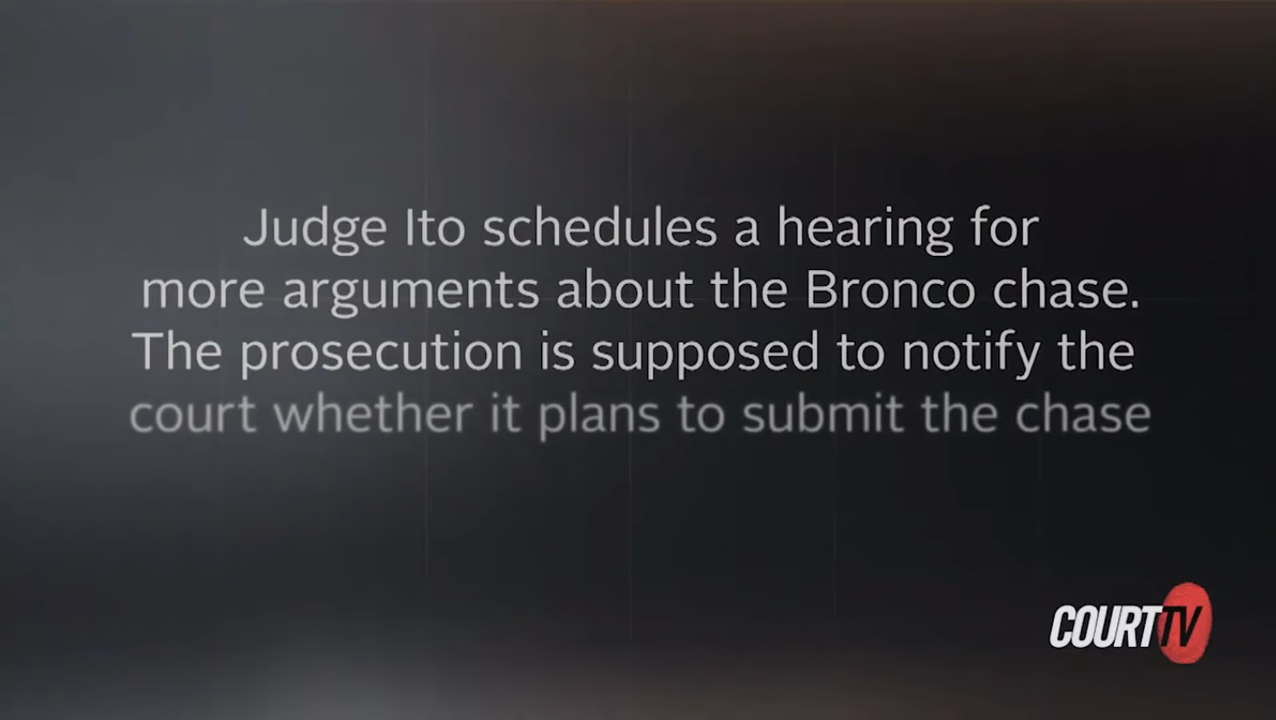 Judge Ito schedules a hearing for
more arguments about the Bronco chase.
The prosecution is supposed to notify the
court whether it plans to submit the chase
COURT TV